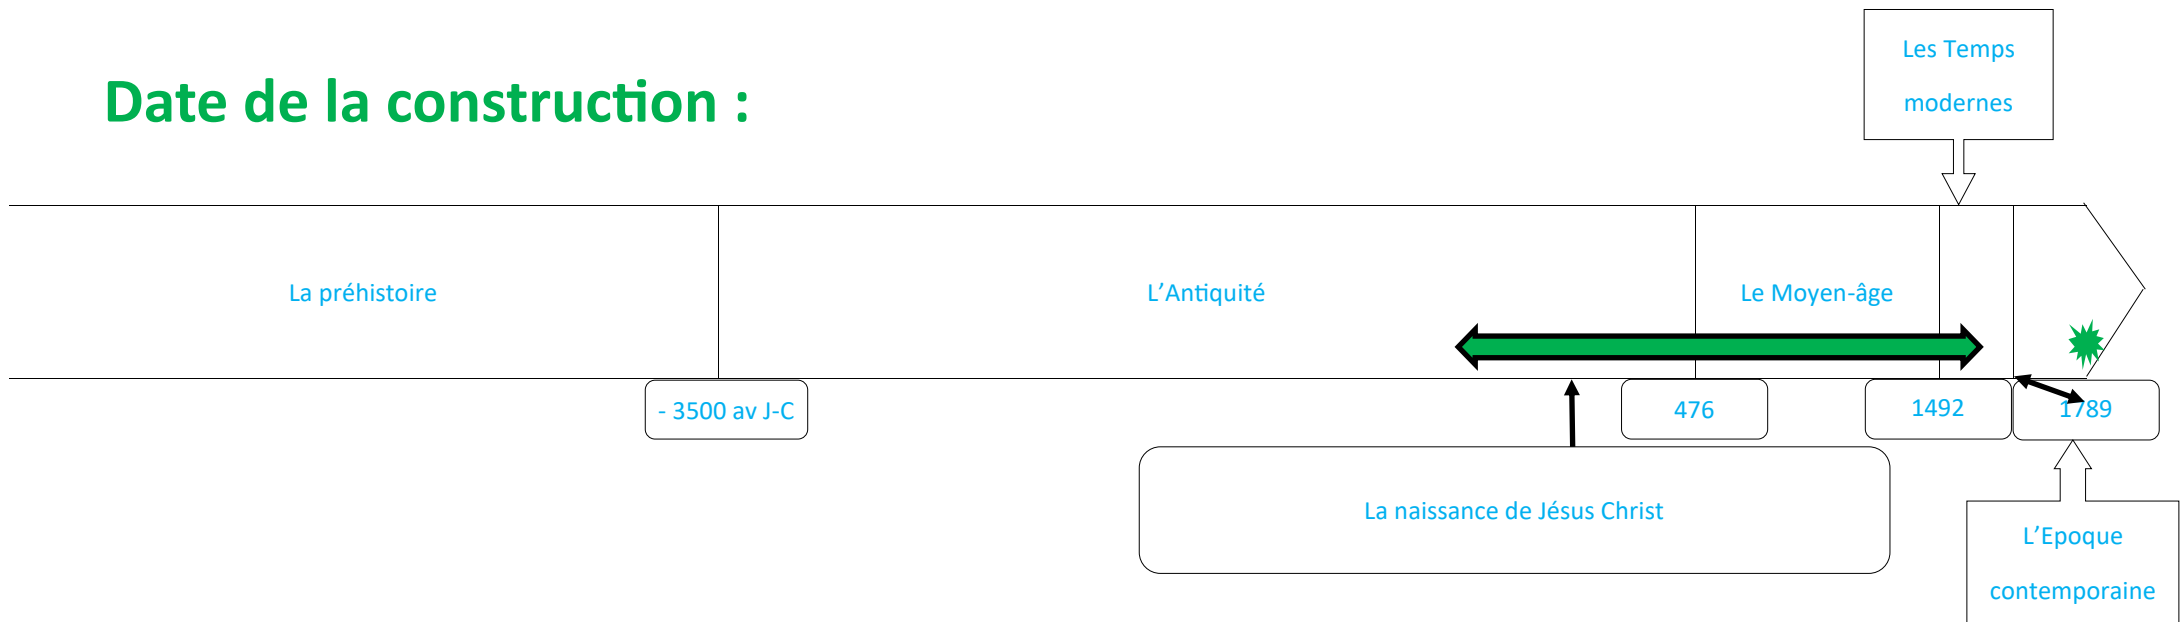 Les Temps
modernes
Date de la construction :
La préhistoire
L’Antiquité
Le Moyen-âge
- 3500 av J-C
476
1492
1789
La naissance de Jésus Christ
L’Epoque
contemporaine